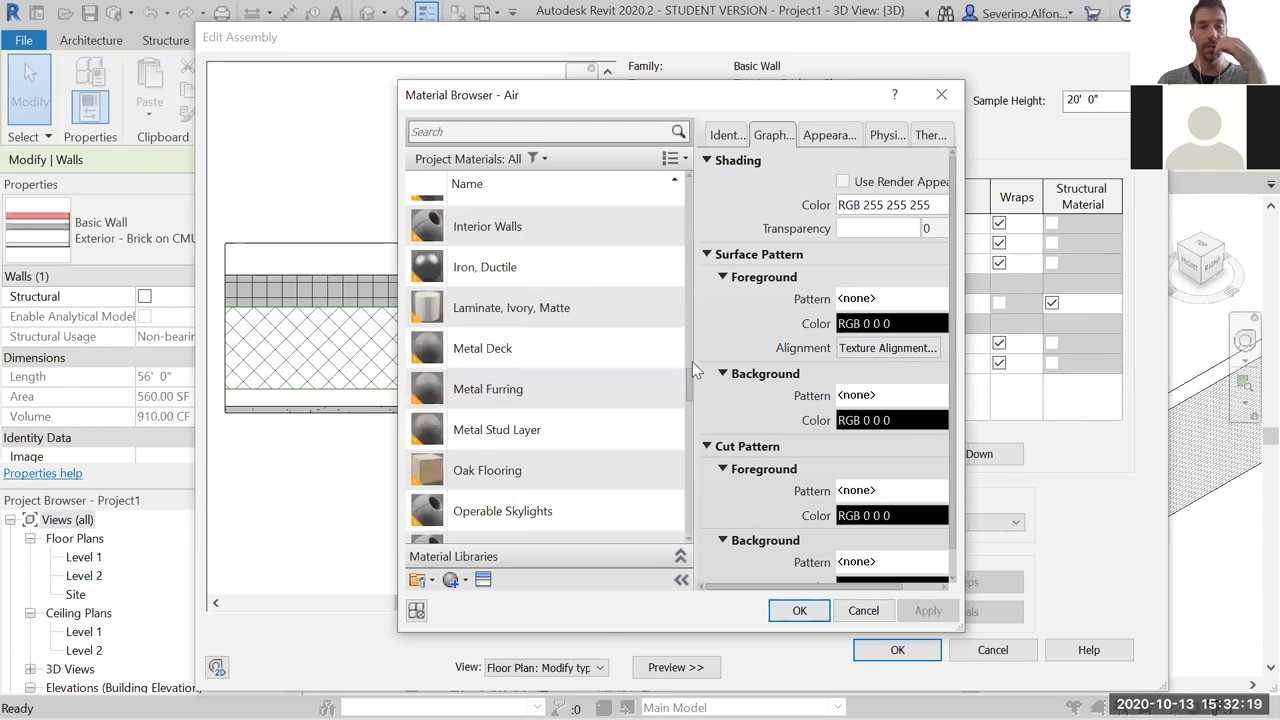 Autodesk Revit 2020.2 - STUDENT VERSION - Project1 - 3D View: {3D}
Severino.Alfon...
File
Architecture
Structure
Edit Assembly
Modify
Paste
Select
Properties
Clipboard
Modify | Walls
Properties
Basic Wall
Exterior - Brick on CMU
Walls (1)
Structural
Enable Analytical Model
Structural Usage
Non-bearing
Dimensions
Length
56' 0"
Area
560.00 SF
Volume
910.00 CF
Identity Data
Image
Properties help
Project Browser - Project1
Views (all)
Floor Plans
Level 1
Level 2
Site
Ceiling Plans
Level 1
Level 2
3D Views
Elevations (Building Elevation)
Ready
Family:
Basic Wall
Sample Height:
20' 0"
Material Browser - Air
?
Search
Project Materials: All
Name
Interior Walls
Iron, Ductile
Laminate, Ivory, Matte
Metal Deck
Metal Furring
Metal Stud Layer
Oak Flooring
Operable Skylights
Material Libraries
Ident...
Graph...
Appeara...
Physi...
Ther...
Shading
Use Render Appea
Color
RGB 255 255 255
Transparency
0
Surface Pattern
Foreground
Pattern
<none>
Color
RGB 0 0 0
Alignment
Texture Alignment...
Background
Pattern
<none>
Color
RGB 0 0 0
Cut Pattern
Foreground
Pattern
<none>
Color
RGB 0 0 0
Background
Pattern
<none>
OK
Cancel
Apply
Wraps
Structural
Material
Down
eps
als
OK
Cancel
Help
View:
Floor Plan: Modify typ
Preview >>
FRONT
RIGHT
:0
Main Model
2020-10-13 15:32:19